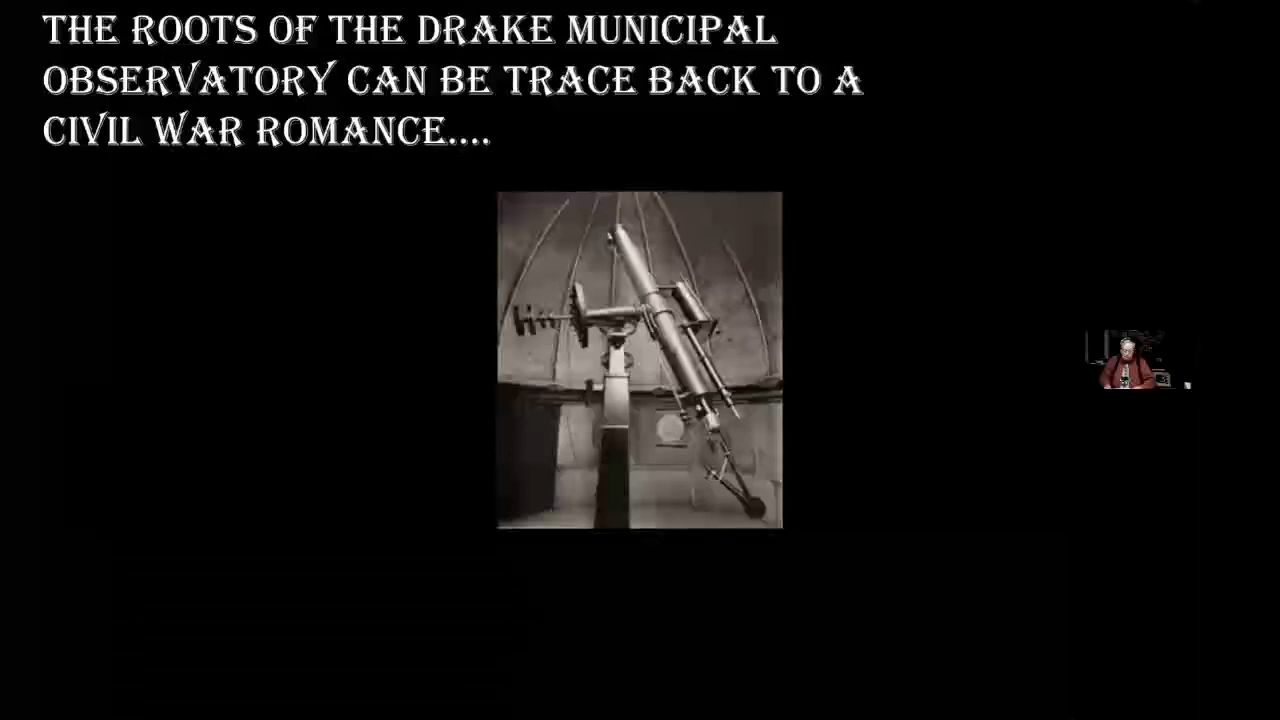 THE ROOTS OF THE DRAKE MUNICIPAL
OBSERVATORY CAN BE TRACE BACK TO A
CIVIL WAR ROMANCE....